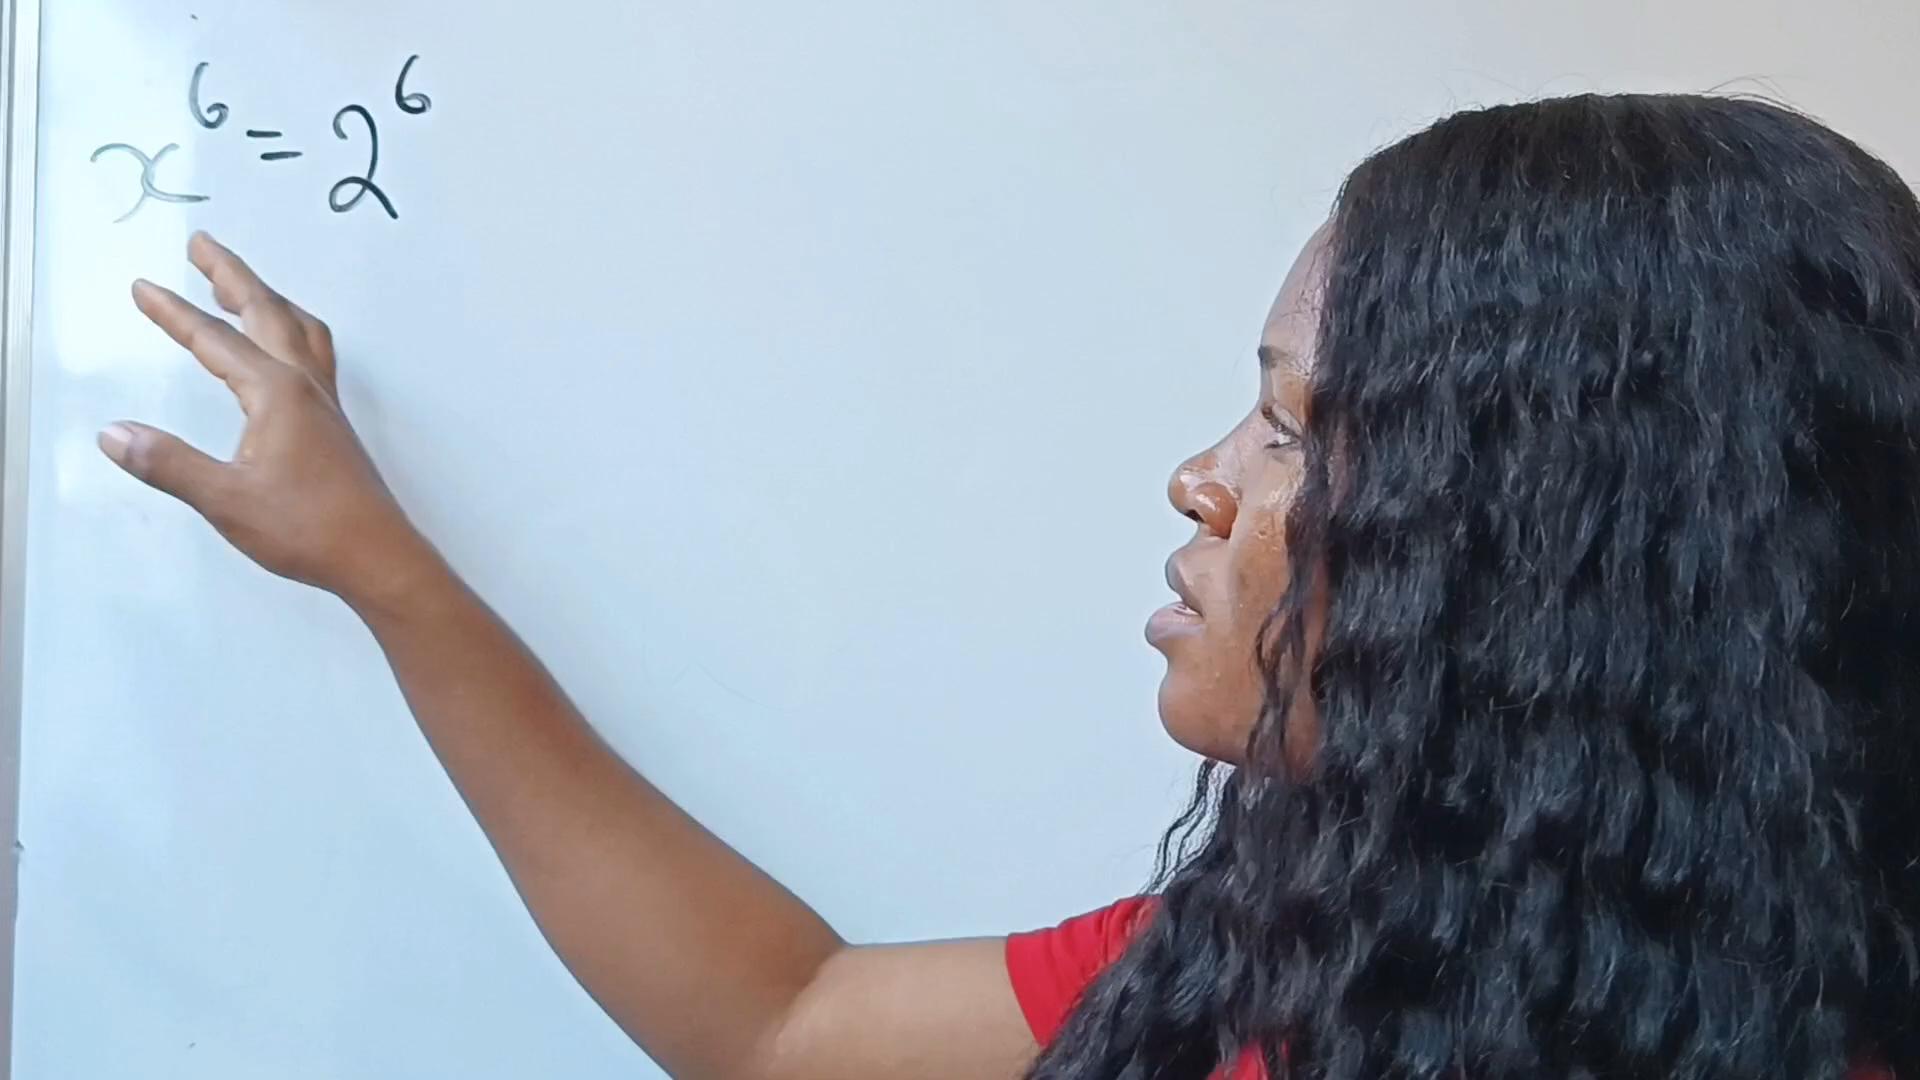 x⁶ = 2⁶